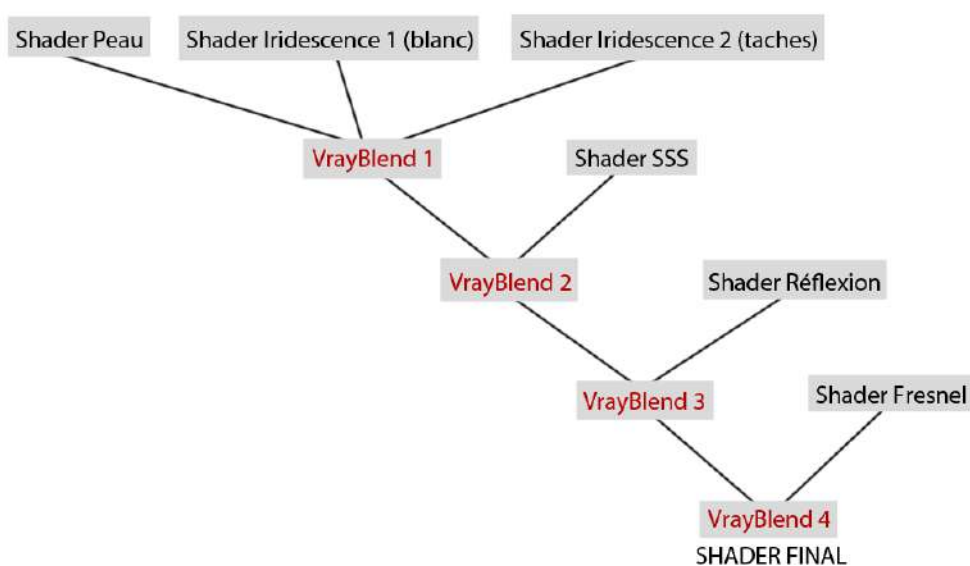 Shader Peau
Shader Iridescence 1 (blanc)
Shader Iridescence 2 (taches)
VrayBlend 1
Shader SSS
VrayBlend 2
Shader Réflexion
VrayBlend 3
Shader Fresnel
VrayBlend 4
SHADER FINAL